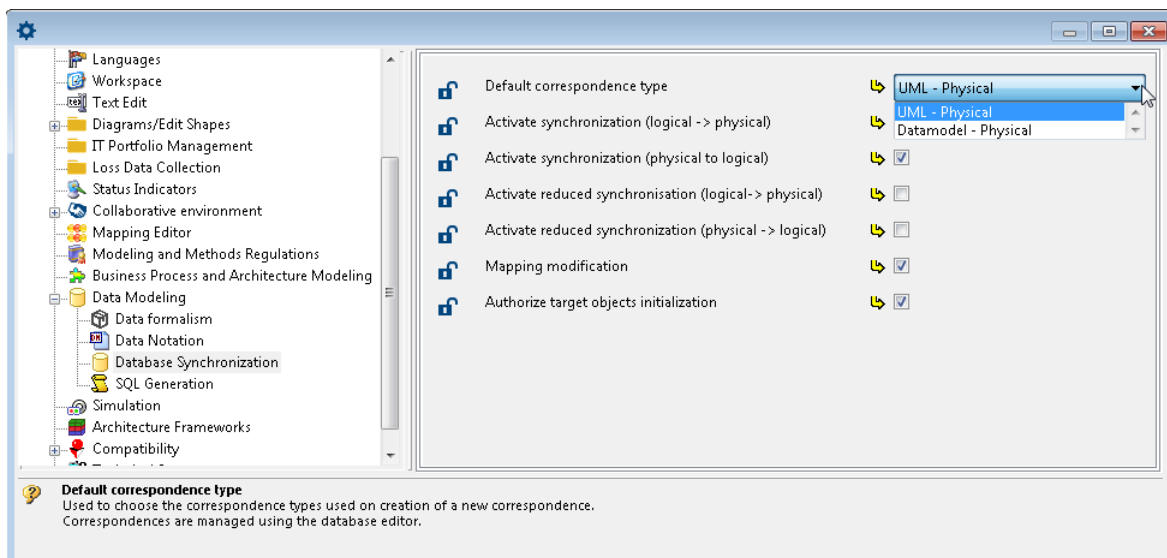 Languages
Workspace
Text Edit
Diagrams/Edit Shapes
IT Portfolio Management
Loss Data Collection
Status Indicators
Collaborative environment
Mapping Editor
Modeling and Methods Regulations
Business Process and Architecture Modeling
Data Modeling
Data formalism
Data Notation
Database Synchronization
SQL Generation
Simulation
Architecture Frameworks
Compatibility
Default correspondence type
UML - Physical
UML - Physical
Datamodel - Physical
Activate synchronization (logical -> physical)
Activate synchronization (physical to logical)
Activate reduced synchronisation (logical-> physical)
Activate reduced synchronization (physical -> logical)
Mapping modification
Authorize target objects initialization
Default correspondence type
Used to choose the correspondence types used on creation of a new correspondence.
Correspondences are managed using the database editor.